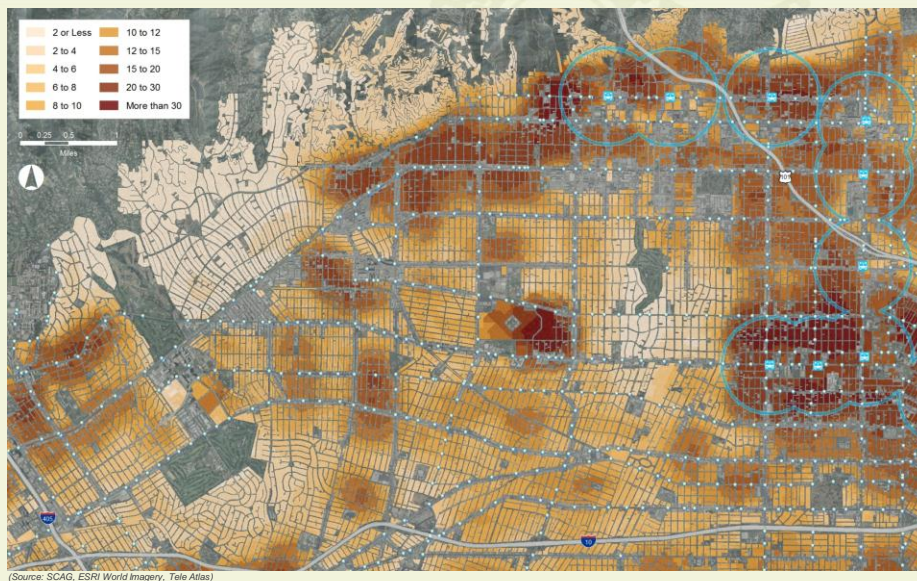 2 or Less
2 to 4
4 to 6
6 to 8
8 to 10
10 to 12
12 to 15
15 to 20
20 to 30
More than 30
0 0.25 0.5 1
Miles
101
405
10
(Source: SCAG, ESRI World Imagery, Tele Atlas)